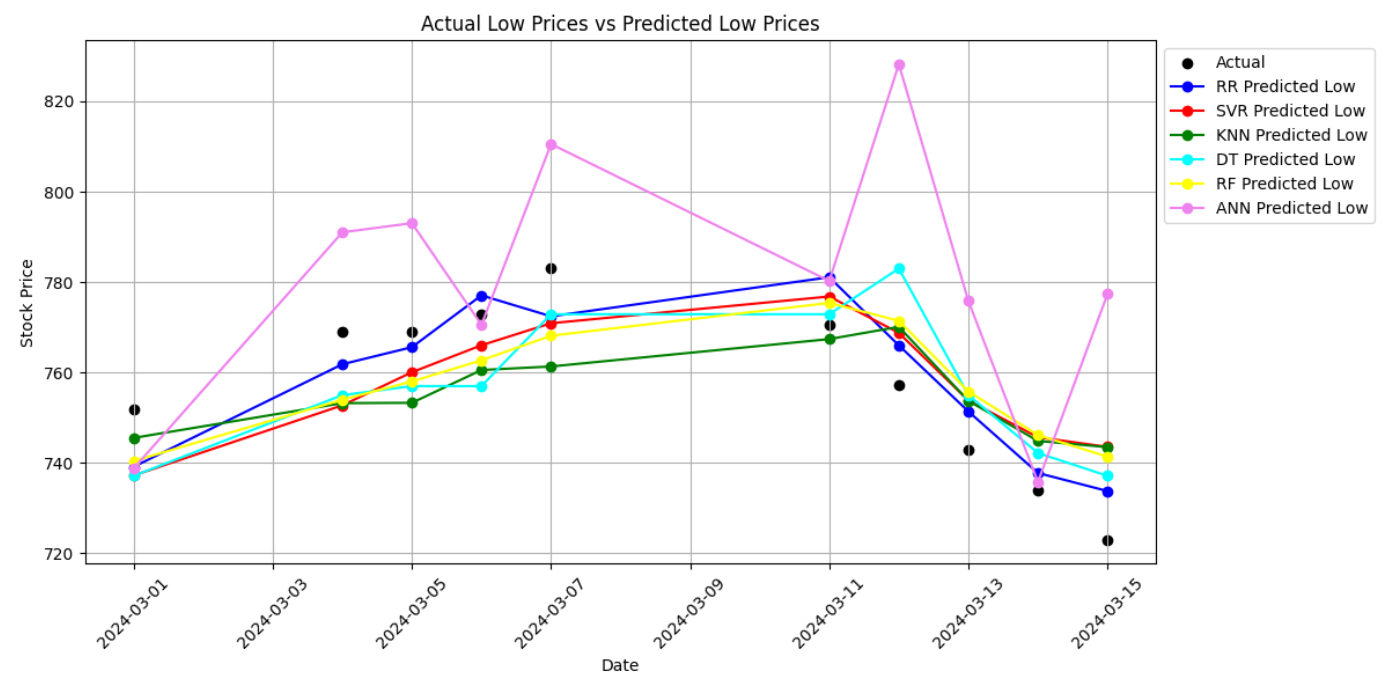 Actual Low Prices vs Predicted Low Prices
Actual
RR Predicted Low
SVR Predicted Low
KNN Predicted Low
DT Predicted Low
RF Predicted Low
ANN Predicted Low
Stock Price
820
800
780
760
740
720
2024-03-01
2024-03-03
2024-03-05
2024-03-07
2024-03-09
2024-03-11
2024-03-13
2024-03-15
Date